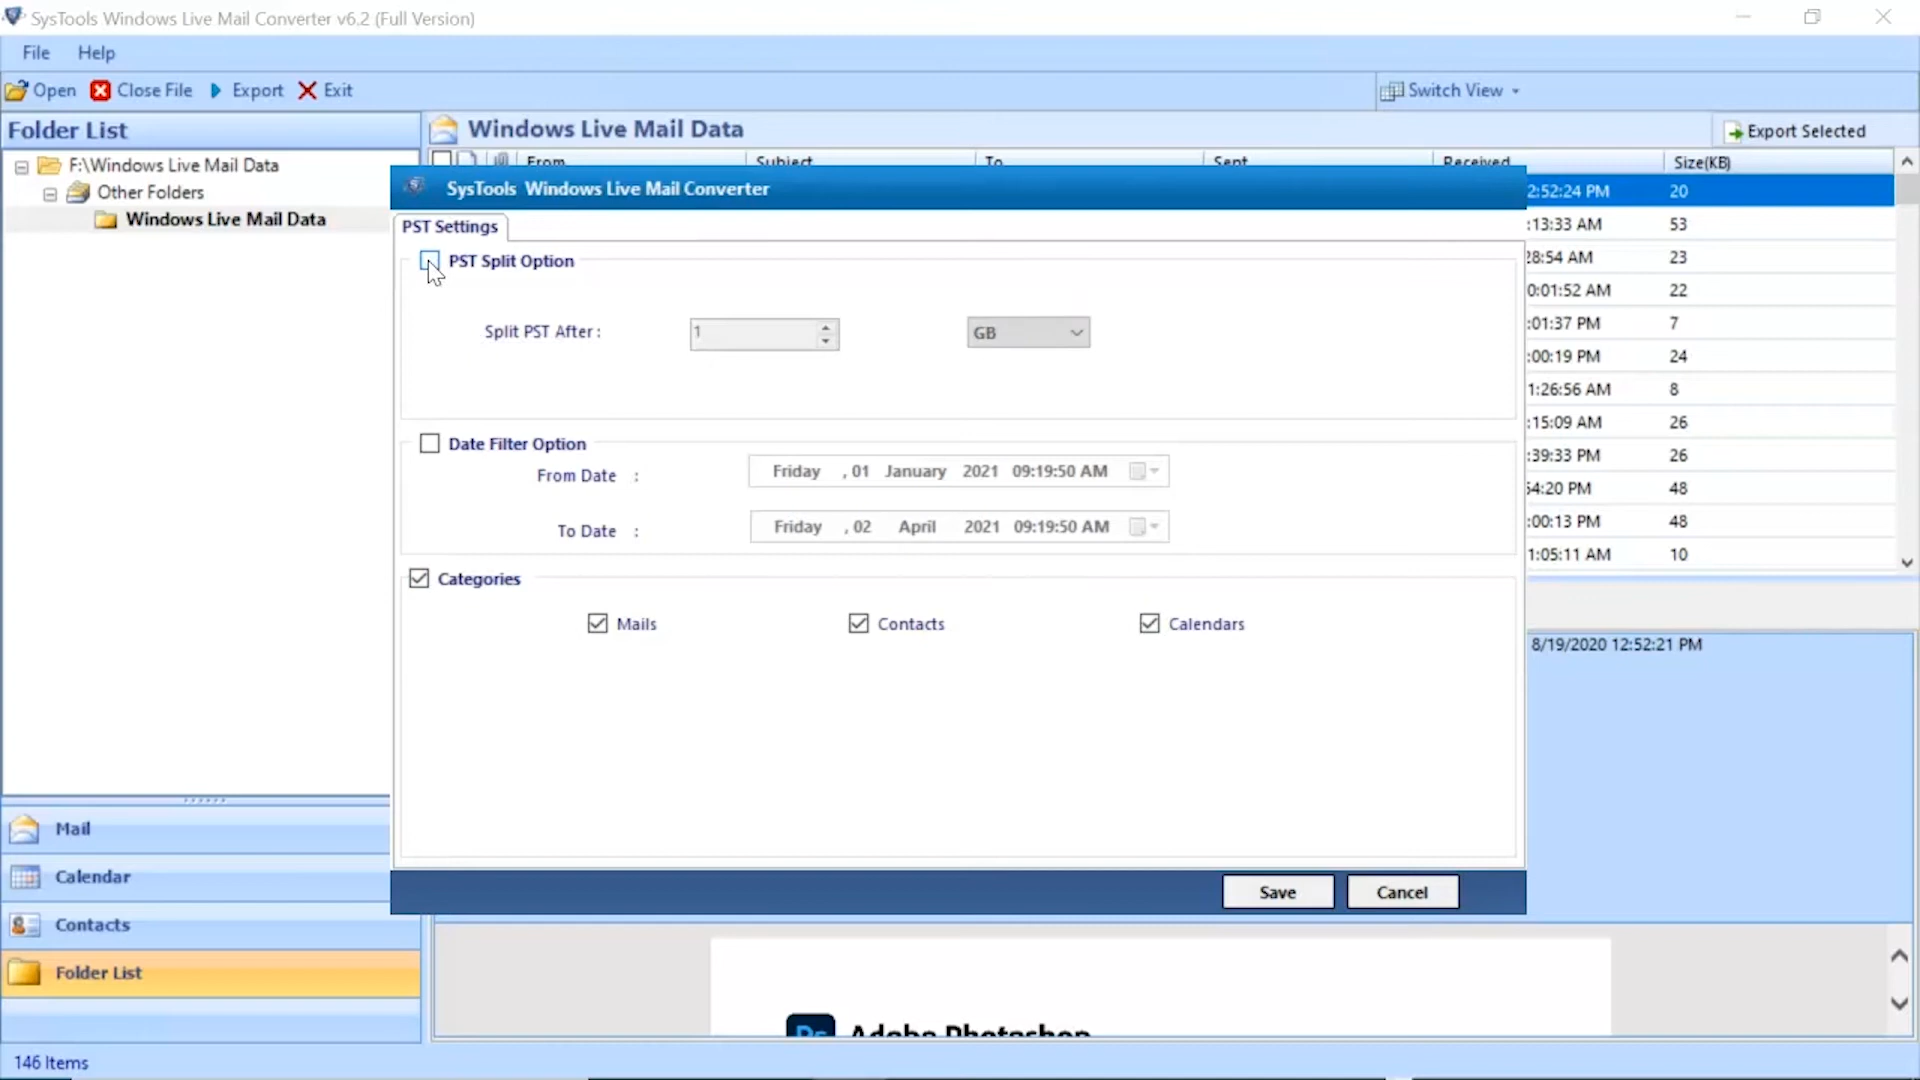 SysTools Windows Live Mail Converter v6.2 (Full Version)
File Help
Open Close File Export Exit Switch View
Folder List
Windows Live Mail Data
Export Selected
F:\Windows Live Mail Data
Other Folders
Windows Live Mail Data
From Subject To Sent Received Size(KB)
SysTools Windows Live Mail Converter
PST Settings
PST Split Option
Split PST After : 1 GB
Date Filter Option
From Date : Friday , 01 January 2021 09:19:50 AM
To Date : Friday , 02 April 2021 09:19:50 AM
Categories
Mails Contacts Calendars
Save Cancel
2:52:24 PM 20
:13:33 AM 53
28:54 AM 23
0:01:52 AM 22
:01:37 PM 7
:00:19 PM 24
1:26:56 AM 8
:15:09 AM 26
:39:33 PM 26
54:20 PM 48
:00:13 PM 48
1:05:11 AM 10
8/19/2020 12:52:21 PM
Mail
Calendar
Contacts
Folder List
Ps Adobe Photoshop
146 Items